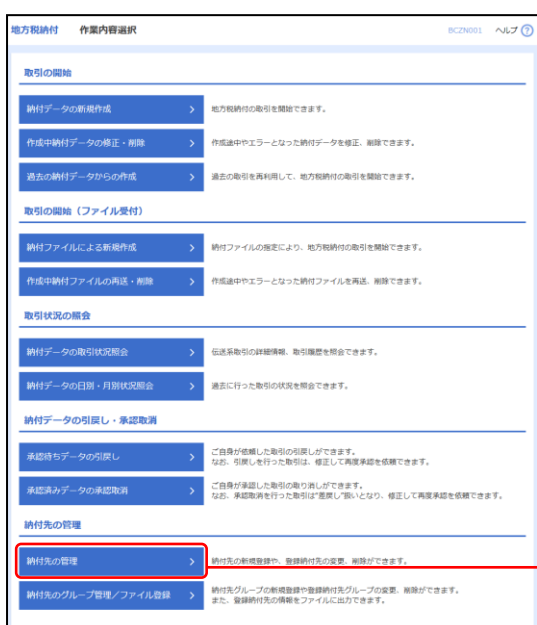 地方税納付 作業内容選択 BCZN001 ヘルプ ?
取引の開始
納付データの新規作成 > 地方税納付の取引を開始できます。
作成中納付データの修正・削除 > 作成途中やエラーとなった納付データを修正、削除できます。
過去の納付データからの作成 > 過去の取引を再利用して、地方税納付の取引を開始できます。
取引の開始（ファイル受付）
納付ファイルによる新規作成 > 納付ファイルの指定により、地方税納付の取引を開始できます。
作成中納付ファイルの再送・削除 > 作成途中やエラーとなった納付ファイルを再送、削除できます。
取引状況の照会
納付データの取引状況照会 > 伝送系取引の詳細情報、取引履歴を照会できます。
納付データの日別・月別状況照会 > 過去に行った取引の状況を照会できます。
納付データの引戻し・承認取消
承認待ちデータの引戻し > ご自身が依頼した取引の引戻しができます。
なお、引戻しを行った取引は、修正して再度承認を依頼できます。
承認済みデータの承認取消 > ご自身が承認した取引の取り消しができます。
なお、承認取消を行った取引は"差戻し"扱いとなり、修正して再度承認を依頼できます。
納付先の管理
納付先の管理 > 納付先の新規登録や、登録納付先の変更、削除ができます。
納付先のグループ管理／ファイル登録 > 納付先グループの新規登録や登録納付先グループの変更、削除ができます。
また、登録納付先の情報をファイルに出力できます。